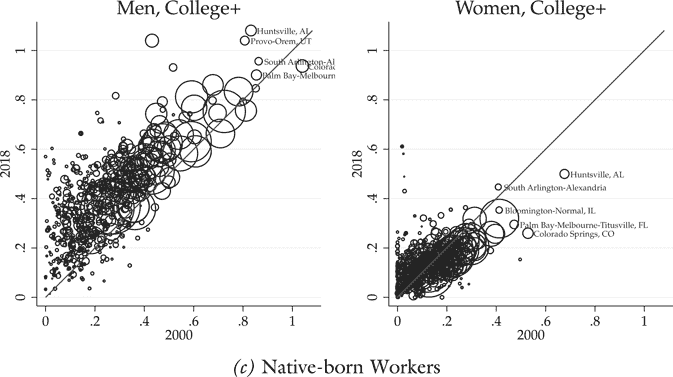 Men, College+
Women, College+
Huntsville, AL
Provo-Orem, UT
South Arlington-Al
Colorad
Palm Bay-Melbourn
1
.8
.6
.4
.2
0
2018
0
.2
.4
.6
.8
1
2000
Huntsville, AL
South Arlington-Alexandria
Bloomington-Normal, IL
Palm Bay-Melbourne-Titusville, FL
Colorado Springs, CO
1
.8
.6
.4
.2
0
2018
0
.2
.4
.6
.8
1
2000
(c) Native-born Workers